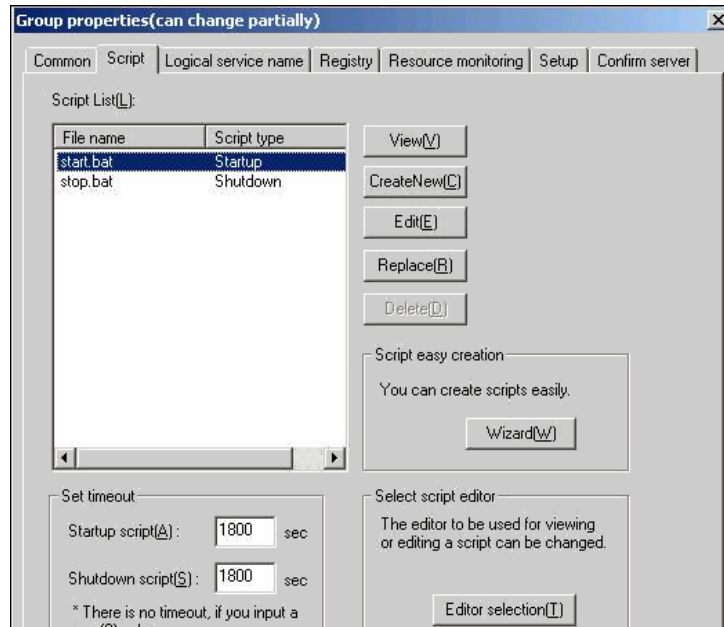 Group properties(can change partially)
Common Script Logical service name Registry Resource monitoring Setup Confirm server
Script List(L):
File name Script type
start.bat Startup
stop.bat Shutdown
View(V)
CreateNew(C)
Edit(E)
Replace(R)
Delete(D)
Script easy creation
You can create scripts easily.
Wizard(W)
Set timeout
Startup script(A) : 1800 sec
Shutdown script(S) : 1800 sec
* There is no timeout, if you input a
Select script editor
The editor to be used for viewing
or editing a script can be changed.
Editor selection(T)